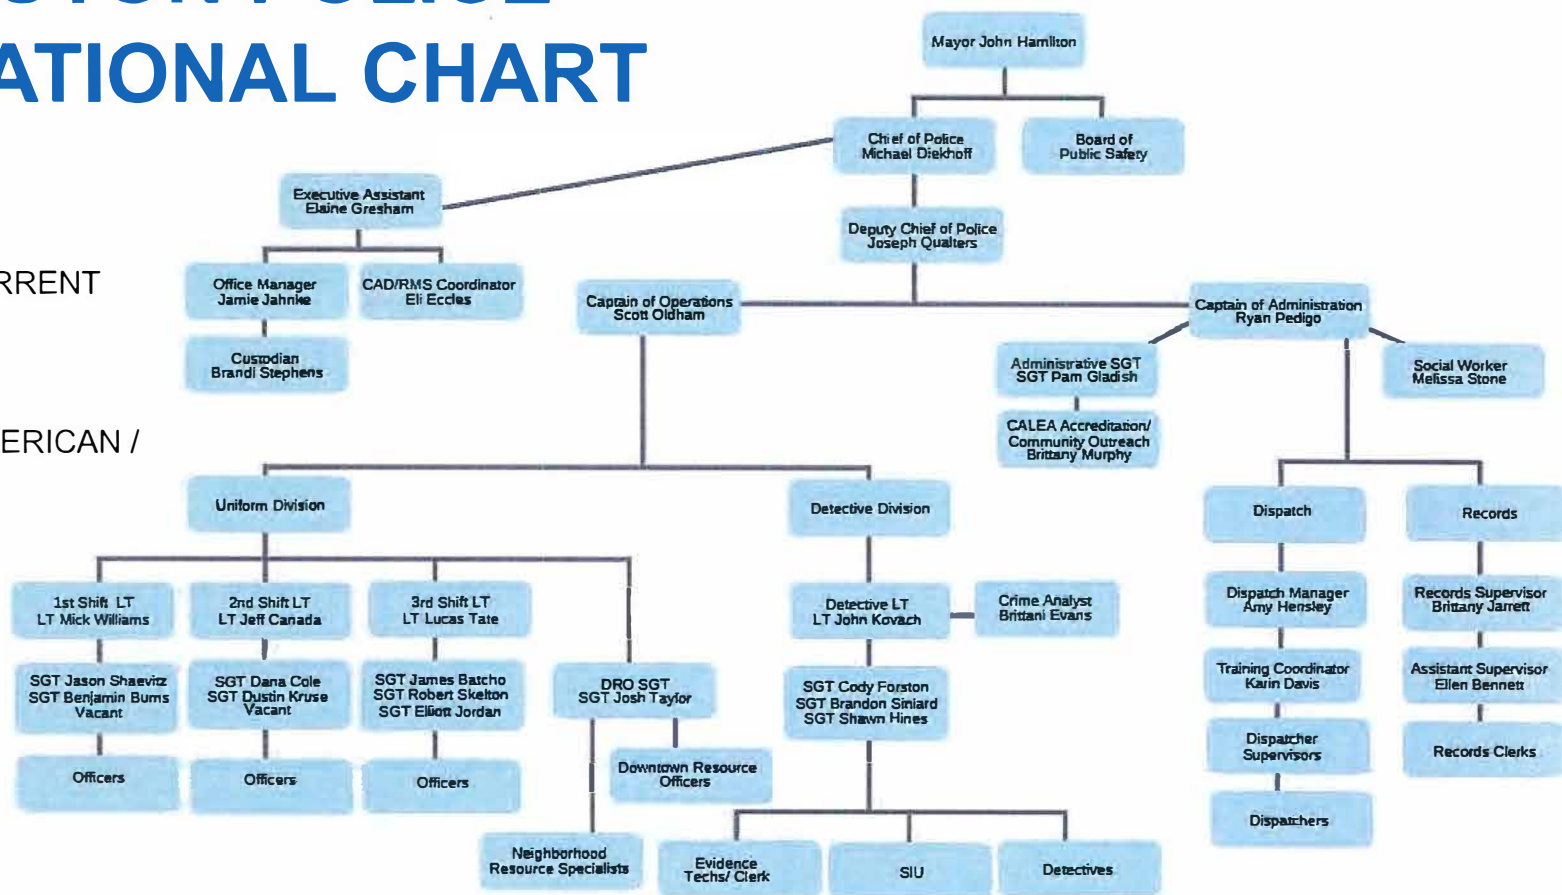 STON POLICE
ATIONAL CHART
Mayor John Hamilton
Chief of Police
Michael Diekhoff
Board of
Public Safety
Executive Assistant
Elaine Gresham
Deputy Chief of Police
Joseph Qualters
RRENT
Office Manager
Jamie Jahnke
CAD/RMS Coordinator
Eli Eccles
Captain of Operations
Scott Oldham
Captain of Administration
Ryan Pedigo
Custodian
Brandi Stephens
Administrative SGT
SGT Pam Gladish
Social Worker
Melissa Stone
CALEA Accreditation/
Community Outreach
Brittany Murphy
ERICAN /
Uniform Division
Detective Division
Dispatch
Records
1st Shift LT
LT Mick Williams
2nd Shift LT
LT Jeff Canada
3rd Shift LT
LT Lucas Tate
Detective LT
LT John Kovach
Crime Analyst
Brittani Evans
Dispatch Manager
Amy Hensley
Records Supervisor
Brittany Jarrett
SGT Jason Shaevitz
SGT Benjamin Burns
Vacant
SGT Dana Cole
SGT Dustin Kruse
Vacant
SGT James Batcho
SGT Robert Skelton
SGT Elliott Jordan
DRO SGT
SGT Josh Taylor
SGT Cody Forston
SGT Brandon Siniard
SGT Shawn Hines
Training Coordinator
Karin Davis
Assistant Supervisor
Ellen Bennett
Officers
Officers
Officers
Downtown Resource
Officers
Dispatcher
Supervisors
Records Clerks
Neighborhood
Resource Specialists
Evidence
Techs/ Clerk
SIU
Detectives
Dispatchers